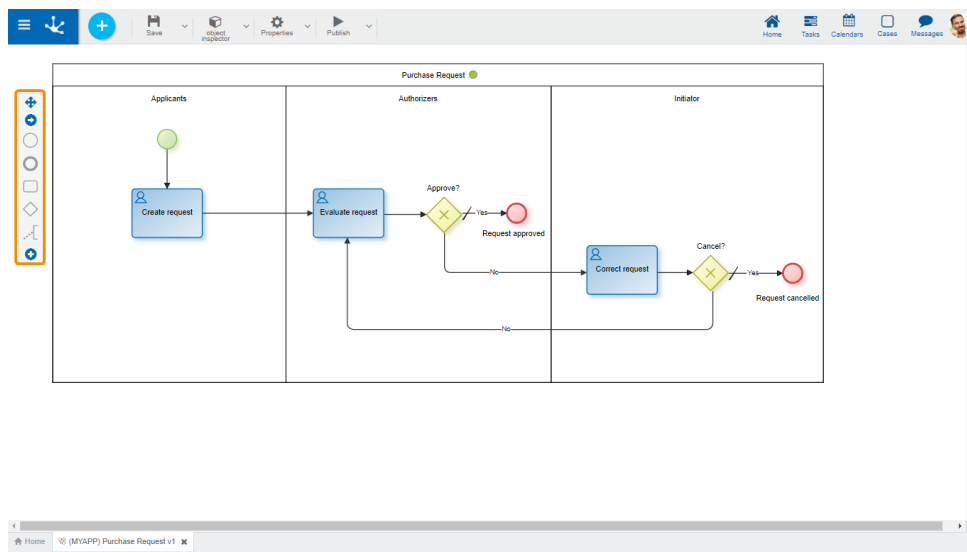 Save
object
inspector
Properties
Publish
Home
Tasks
Calendars
Cases
Messages
Purchase Request
Applicants
Authorizers
Initiator
Create request
Evaluate request
Approve?
Yes
Request approved
No
Correct request
Cancel?
Yes
Request cancelled
No
Home
(MYAPP) Purchase Request v1